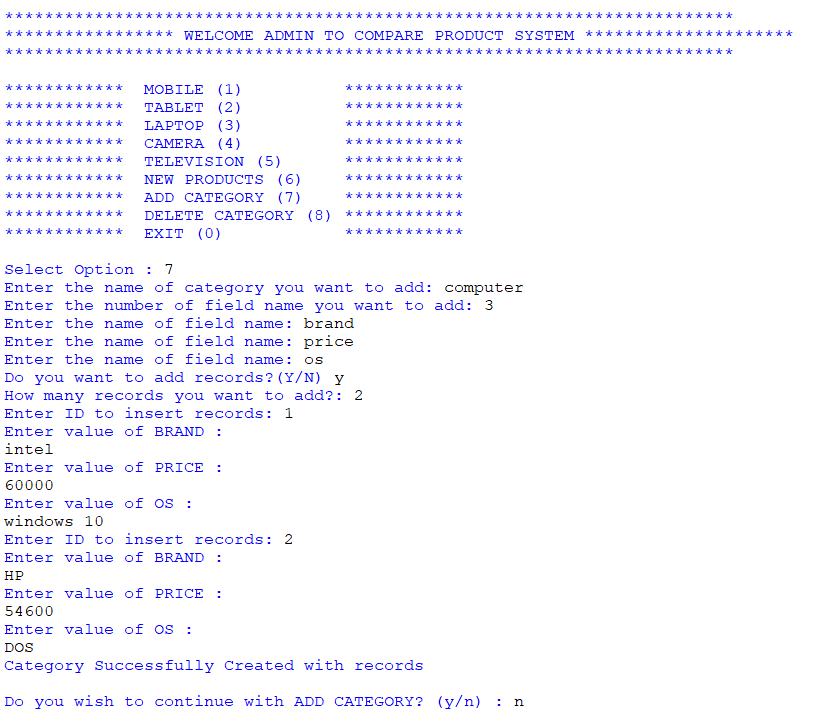 *************************************************************************
***************** WELCOME ADMIN TO COMPARE PRODUCT SYSTEM *********************
*************************************************************************
************  MOBILE (1)          ************
************  TABLET (2)          ************
************  LAPTOP (3)          ************
************  CAMERA (4)          ************
************  TELEVISION (5)      ************
************  NEW PRODUCTS (6)    ************
************  ADD CATEGORY (7)    ************
************  DELETE CATEGORY (8) ************
************  EXIT (0)            ************
Select Option : 7
Enter the name of category you want to add: computer
Enter the number of field name you want to add: 3
Enter the name of field name: brand
Enter the name of field name: price
Enter the name of field name: os
Do you want to add records?(Y/N) y
How many records you want to add?: 2
Enter ID to insert records: 1
Enter value of BRAND :
intel
Enter value of PRICE :
60000
Enter value of OS :
windows 10
Enter ID to insert records: 2
Enter value of BRAND :
HP
Enter value of PRICE :
54600
Enter value of OS :
DOS
Category Successfully Created with records
Do you wish to continue with ADD CATEGORY? (y/n) : n